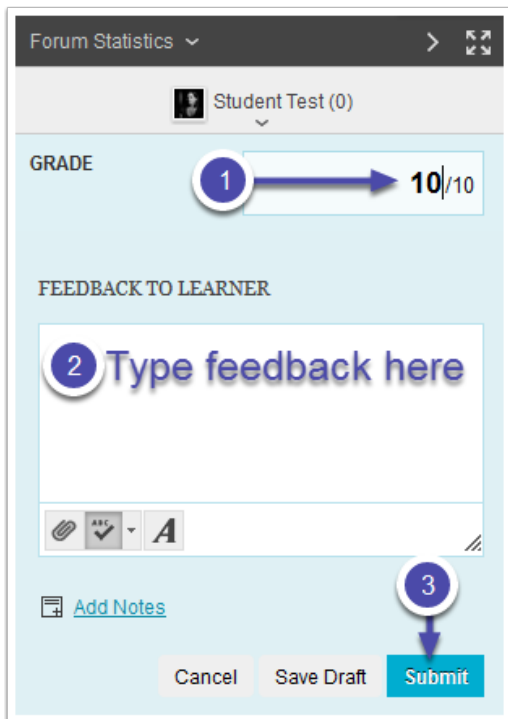 Forum Statistics
Student Test (0)
GRADE
1
10/10
FEEDBACK TO LEARNER
2 Type feedback here
ABC
A
Add Notes
3
Cancel Save Draft Submit